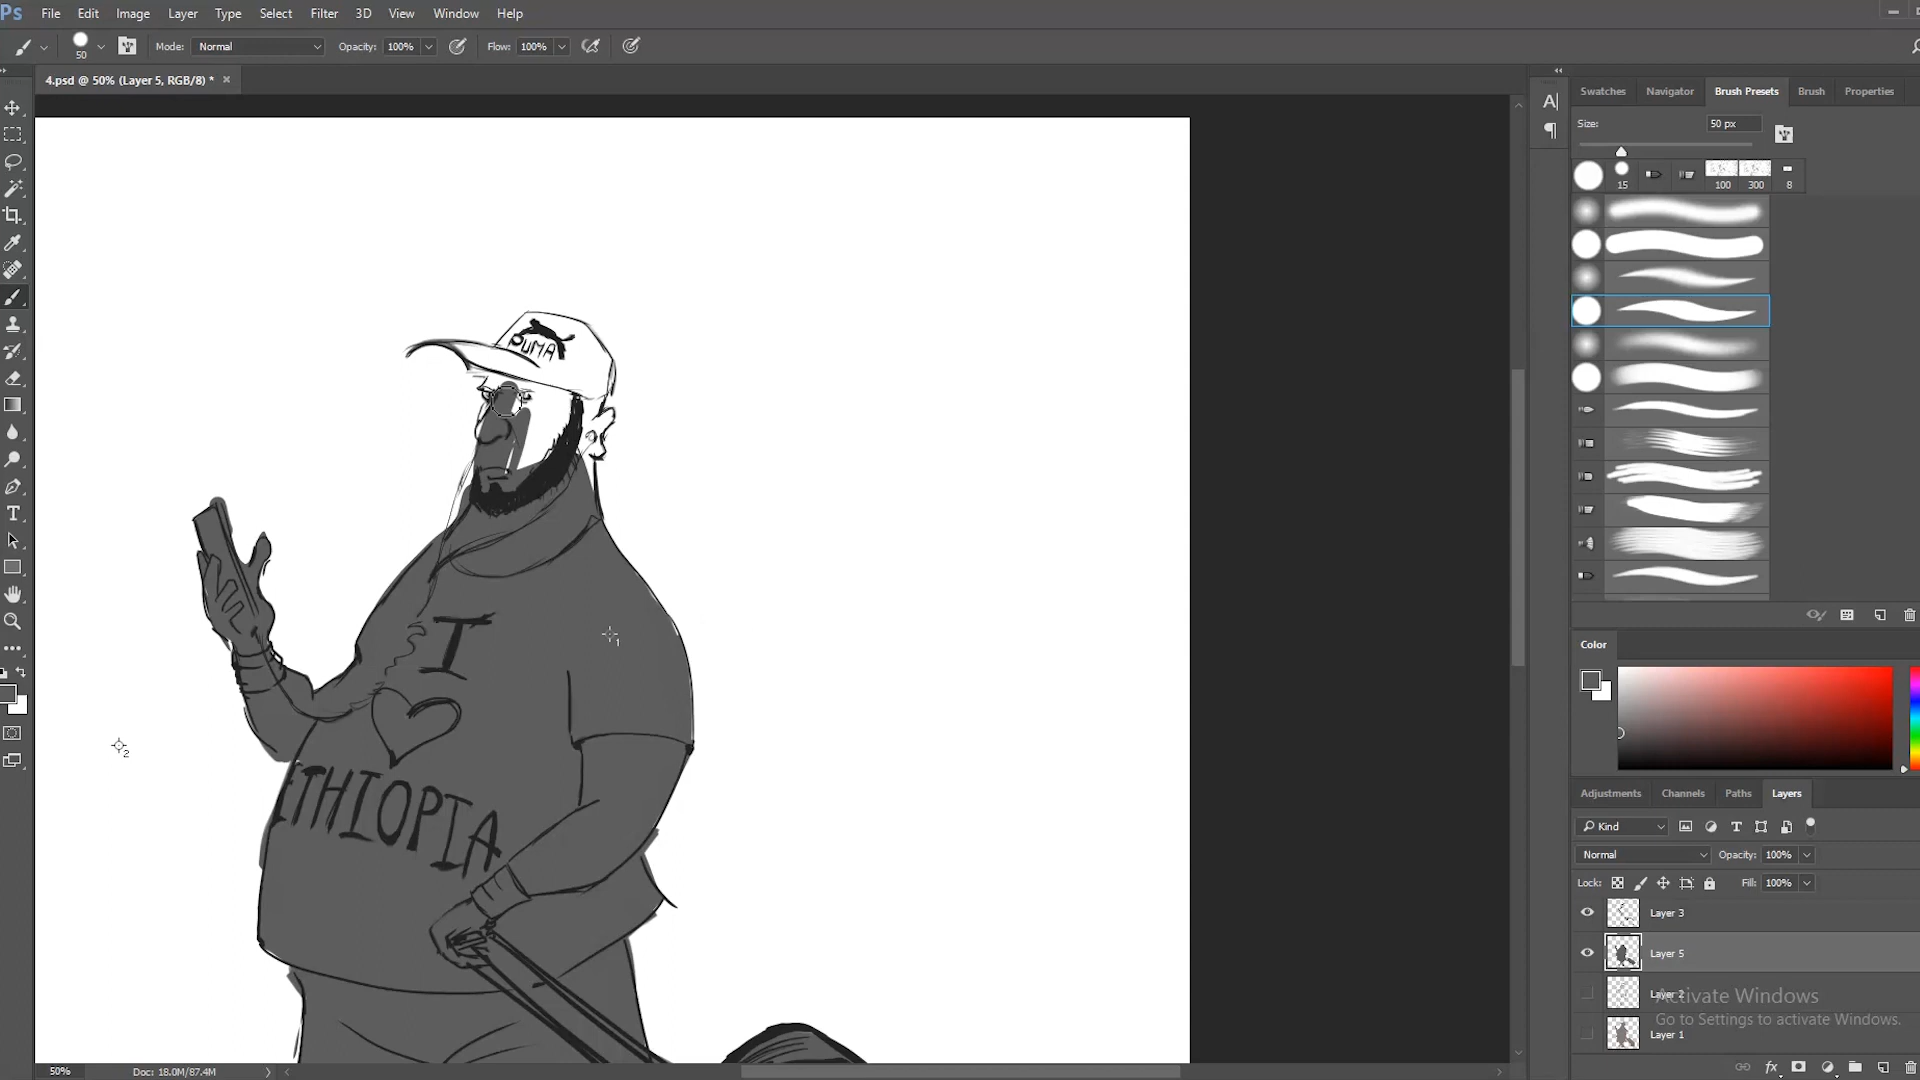 Ps File Edit Image Layer Type Select Filter 3D View Window Help
50 Mode: Normal Opacity: 100% Flow: 100%
4.psd @ 50% (Layer 5, RGB/8) * ×
Swatches Navigator Brush Presets Brush Properties
Size: 50 px
15 100 300 8
PUMA
1
I
2
ETHIOPIA
Color
Adjustments Channels Paths Layers
Kind
Normal Opacity: 100%
Lock: Fill: 100%
Layer 3
Layer 5
Layer 2
Layer 1
Activate Windows
Go to Settings to activate Windows.
50% Doc: 18.0M/87.4M